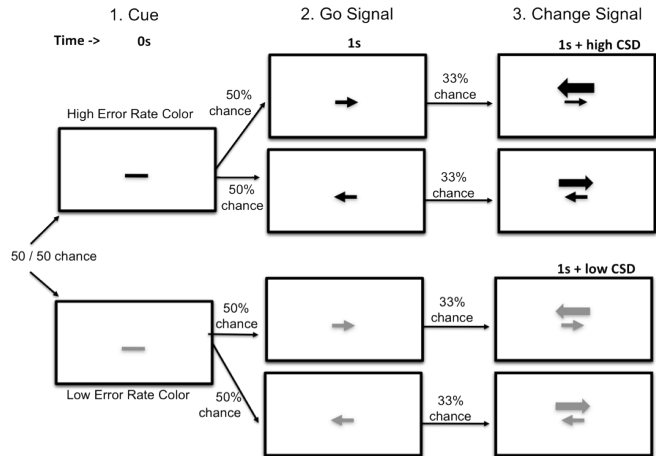 1. Cue
2. Go Signal
3. Change Signal
Time ->
0s
1s
1s + high CSD
High Error Rate Color
50%
chance
33%
chance
50%
chance
33%
chance
50 / 50 chance
1s + low CSD
50%
chance
33%
chance
Low Error Rate Color
50%
chance
33%
chance